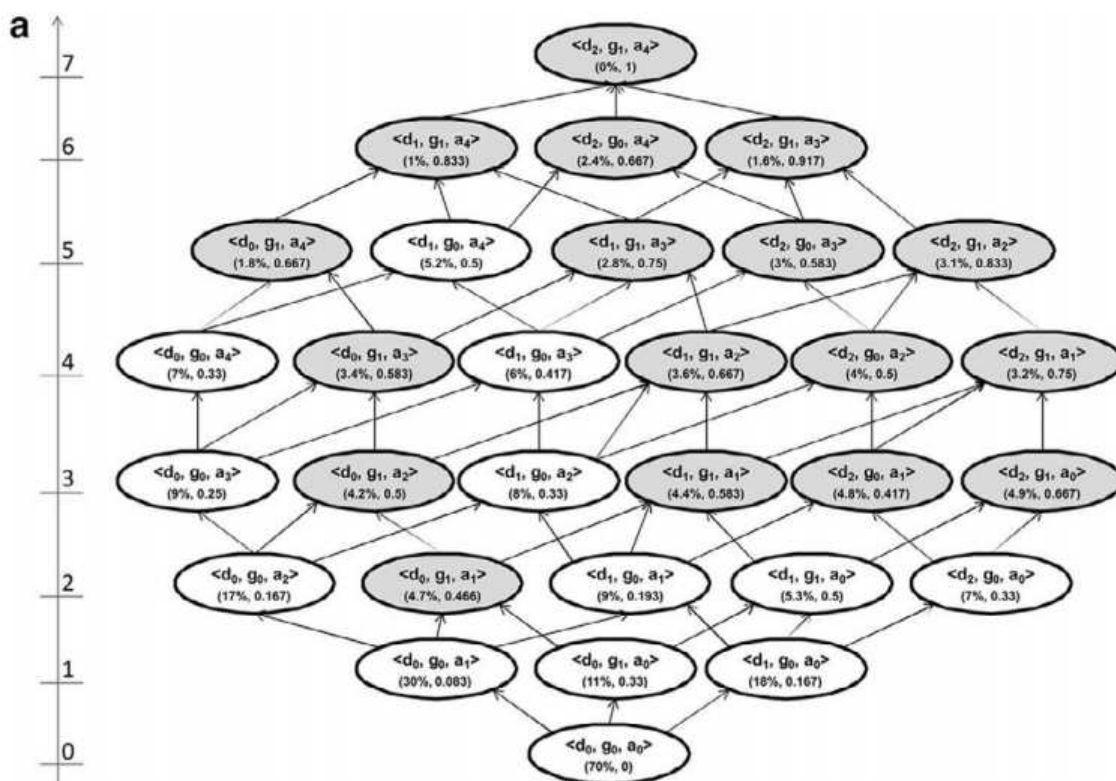 a
7
<d₂, g₁, a₄>
(0%, 1)
6
<d₁, g₁, a₄>
(1%, 0.833)
<d₂, g₀, a₄>
(2.4%, 0.667)
<d₂, g₁, a₃>
(1.6%, 0.917)
5
<d₀, g₁, a₄>
(1.8%, 0.667)
<d₁, g₀, a₄>
(5.2%, 0.5)
<d₁, g₁, a₃>
(2.8%, 0.75)
<d₂, g₀, a₃>
(3%, 0.583)
<d₂, g₁, a₂>
(3.1%, 0.833)
4
<d₀, g₀, a₄>
(7%, 0.33)
<d₀, g₁, a₃>
(3.4%, 0.583)
<d₁, g₀, a₃>
(6%, 0.417)
<d₁, g₁, a₂>
(3.6%, 0.667)
<d₂, g₀, a₂>
(4%, 0.5)
<d₂, g₁, a₁>
(3.2%, 0.75)
3
<d₀, g₀, a₃>
(9%, 0.25)
<d₀, g₁, a₂>
(4.2%, 0.5)
<d₁, g₀, a₂>
(8%, 0.33)
<d₁, g₁, a₁>
(4.4%, 0.583)
<d₂, g₀, a₁>
(4.8%, 0.417)
<d₂, g₁, a₀>
(4.9%, 0.667)
2
<d₀, g₀, a₂>
(17%, 0.167)
<d₀, g₁, a₁>
(4.7%, 0.466)
<d₁, g₀, a₁>
(9%, 0.193)
<d₁, g₁, a₀>
(5.3%, 0.5)
<d₂, g₀, a₀>
(7%, 0.33)
1
<d₀, g₀, a₁>
(30%, 0.083)
<d₀, g₁, a₀>
(11%, 0.33)
<d₁, g₀, a₀>
(18%, 0.167)
0
<d₀, g₀, a₀>
(70%, 0)